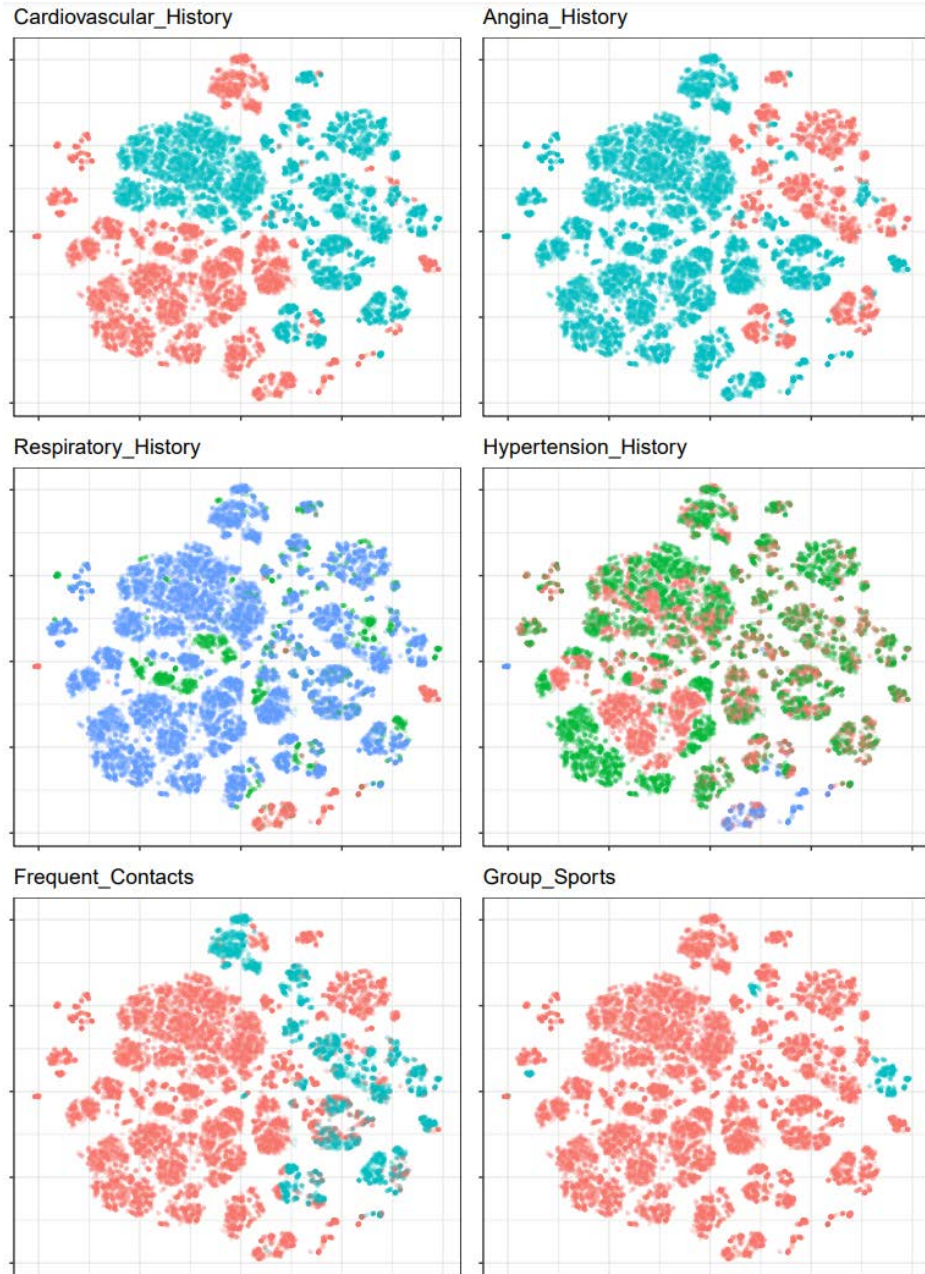 Cardiovascular_History
Angina_History
Respiratory_History
Hypertension_History
Frequent_Contacts
Group_Sports